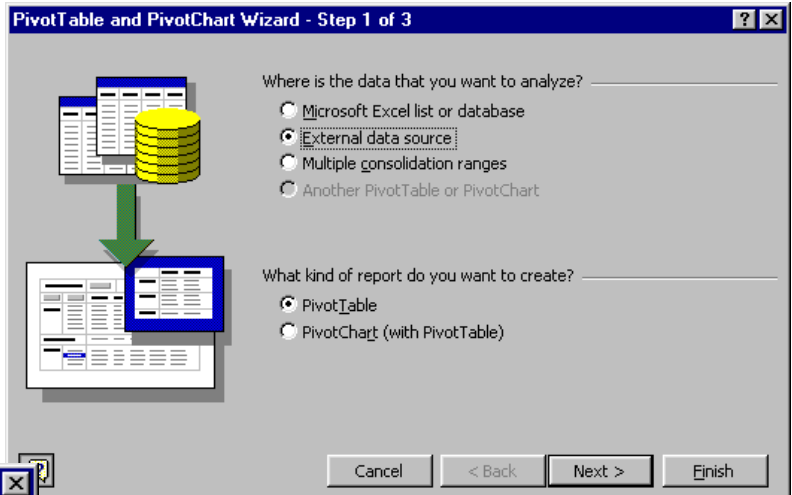 PivotTable and PivotChart Wizard - Step 1 of 3
Where is the data that you want to analyze?
Microsoft Excel list or database
External data source
Multiple consolidation ranges
Another PivotTable or PivotChart
What kind of report do you want to create?
PivotTable
PivotChart (with PivotTable)
Cancel
< Back
Next >
Finish